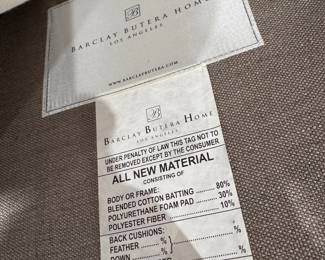 B
BARCLAY BUTERA HOME
LOS ANGELES
WWW.BARCLAYBUTERA.COM
B
BARCLAY BUTERA HOME
LOS ANGELES
UNDER PENALTY OF LAW THIS TAG NOT TO
BE REMOVED EXCEPT BY THE CONSUMER
ALL NEW MATERIAL
CONSISTING OF
BODY OR FRAME:
BLENDED COTTON BATTING ...... 80%
POLYURETHANE FOAM PAD ....... 30%
POLYESTER FIBER ................ 10%
BACK CUSHIONS: %
FEATHER ..... % }
DOWN ..... % %
%